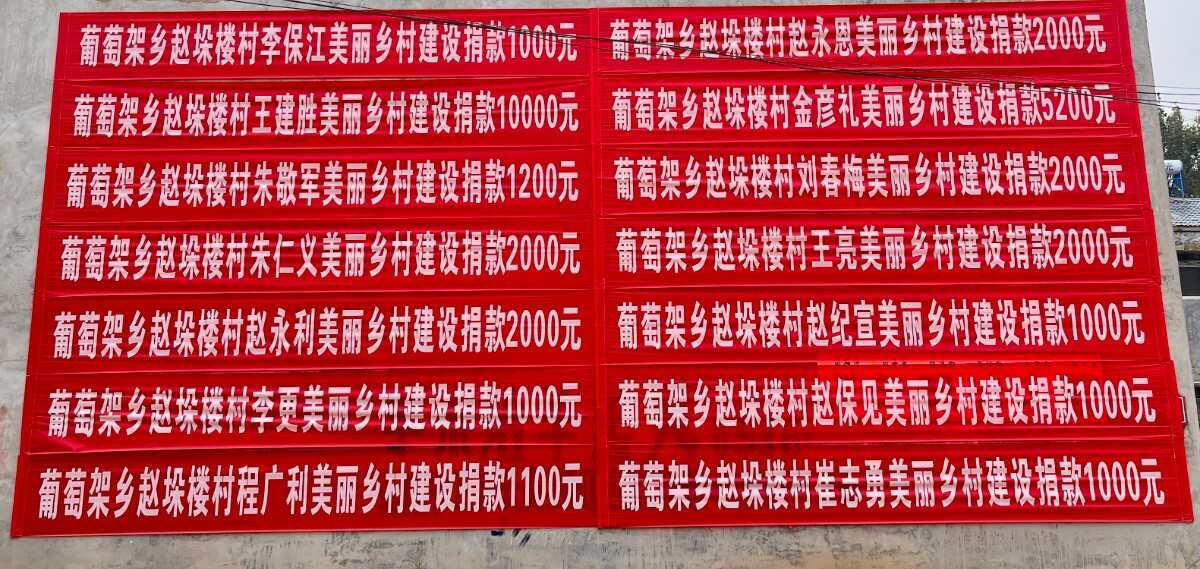 葡萄架乡赵垛楼村李保江美丽乡村建设捐款1000元
葡萄架乡赵垛楼村王建胜美丽乡村建设捐款10000元
葡萄架乡赵垛楼村朱敬军美丽乡村建设捐款1200元
葡萄架乡赵垛楼村朱仁义美丽乡村建设捐款2000元
葡萄架乡赵垛楼村赵永利美丽乡村建设捐款2000元
葡萄架乡赵垛楼村李更美丽乡村建设捐款1000元
葡萄架乡赵垛楼村程广利美丽乡村建设捐款1100元
葡萄架乡赵垛楼村赵永恩美丽乡村建设捐款2000元
葡萄架乡赵垛楼村金彦礼美丽乡村建设捐款5200元
葡萄架乡赵垛楼村刘春梅美丽乡村建设捐款2000元
葡萄架乡赵垛楼村王亮美丽乡村建设捐款2000元
葡萄架乡赵垛楼村赵纪宣美丽乡村建设捐款1000元
葡萄架乡赵垛楼村赵保见美丽乡村建设捐款1000元
葡萄架乡赵垛楼村崔志勇美丽乡村建设捐款1000元